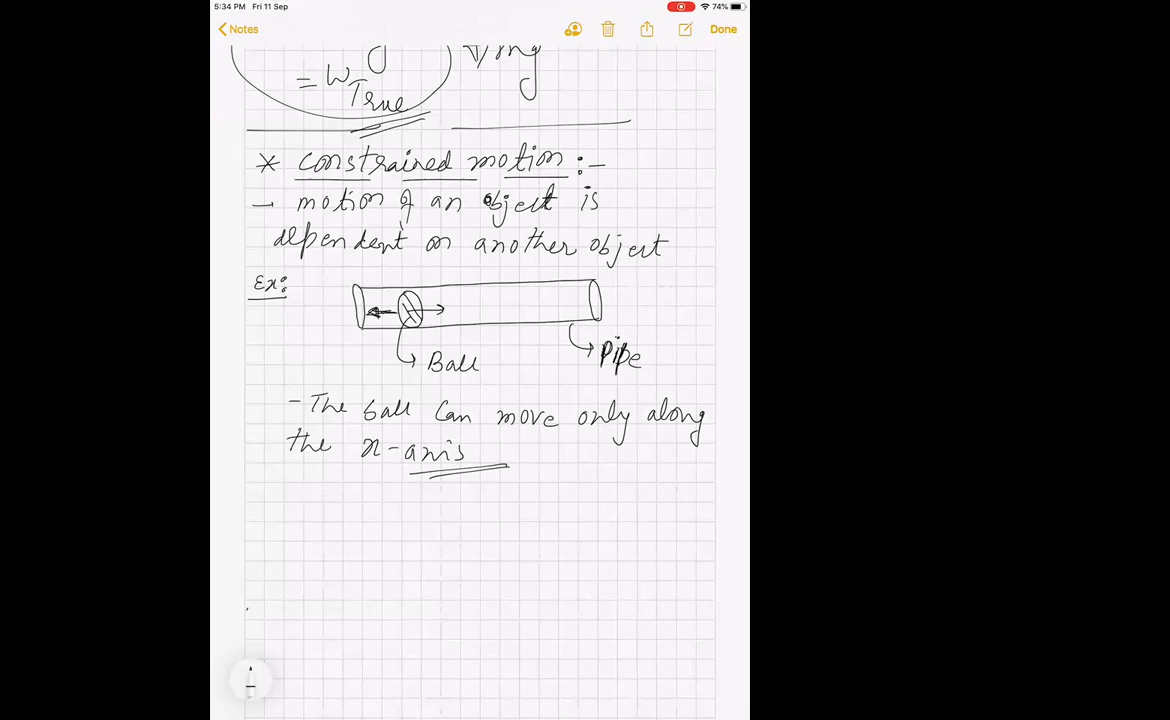 5:34 PM Fri 11 Sep
74%
Notes
Done
= W True
mg
* constrained motion :-
- motion of an object is
dependent on another object
Ex:
Ball
Pipe
- The ball can move only along
the x-axis